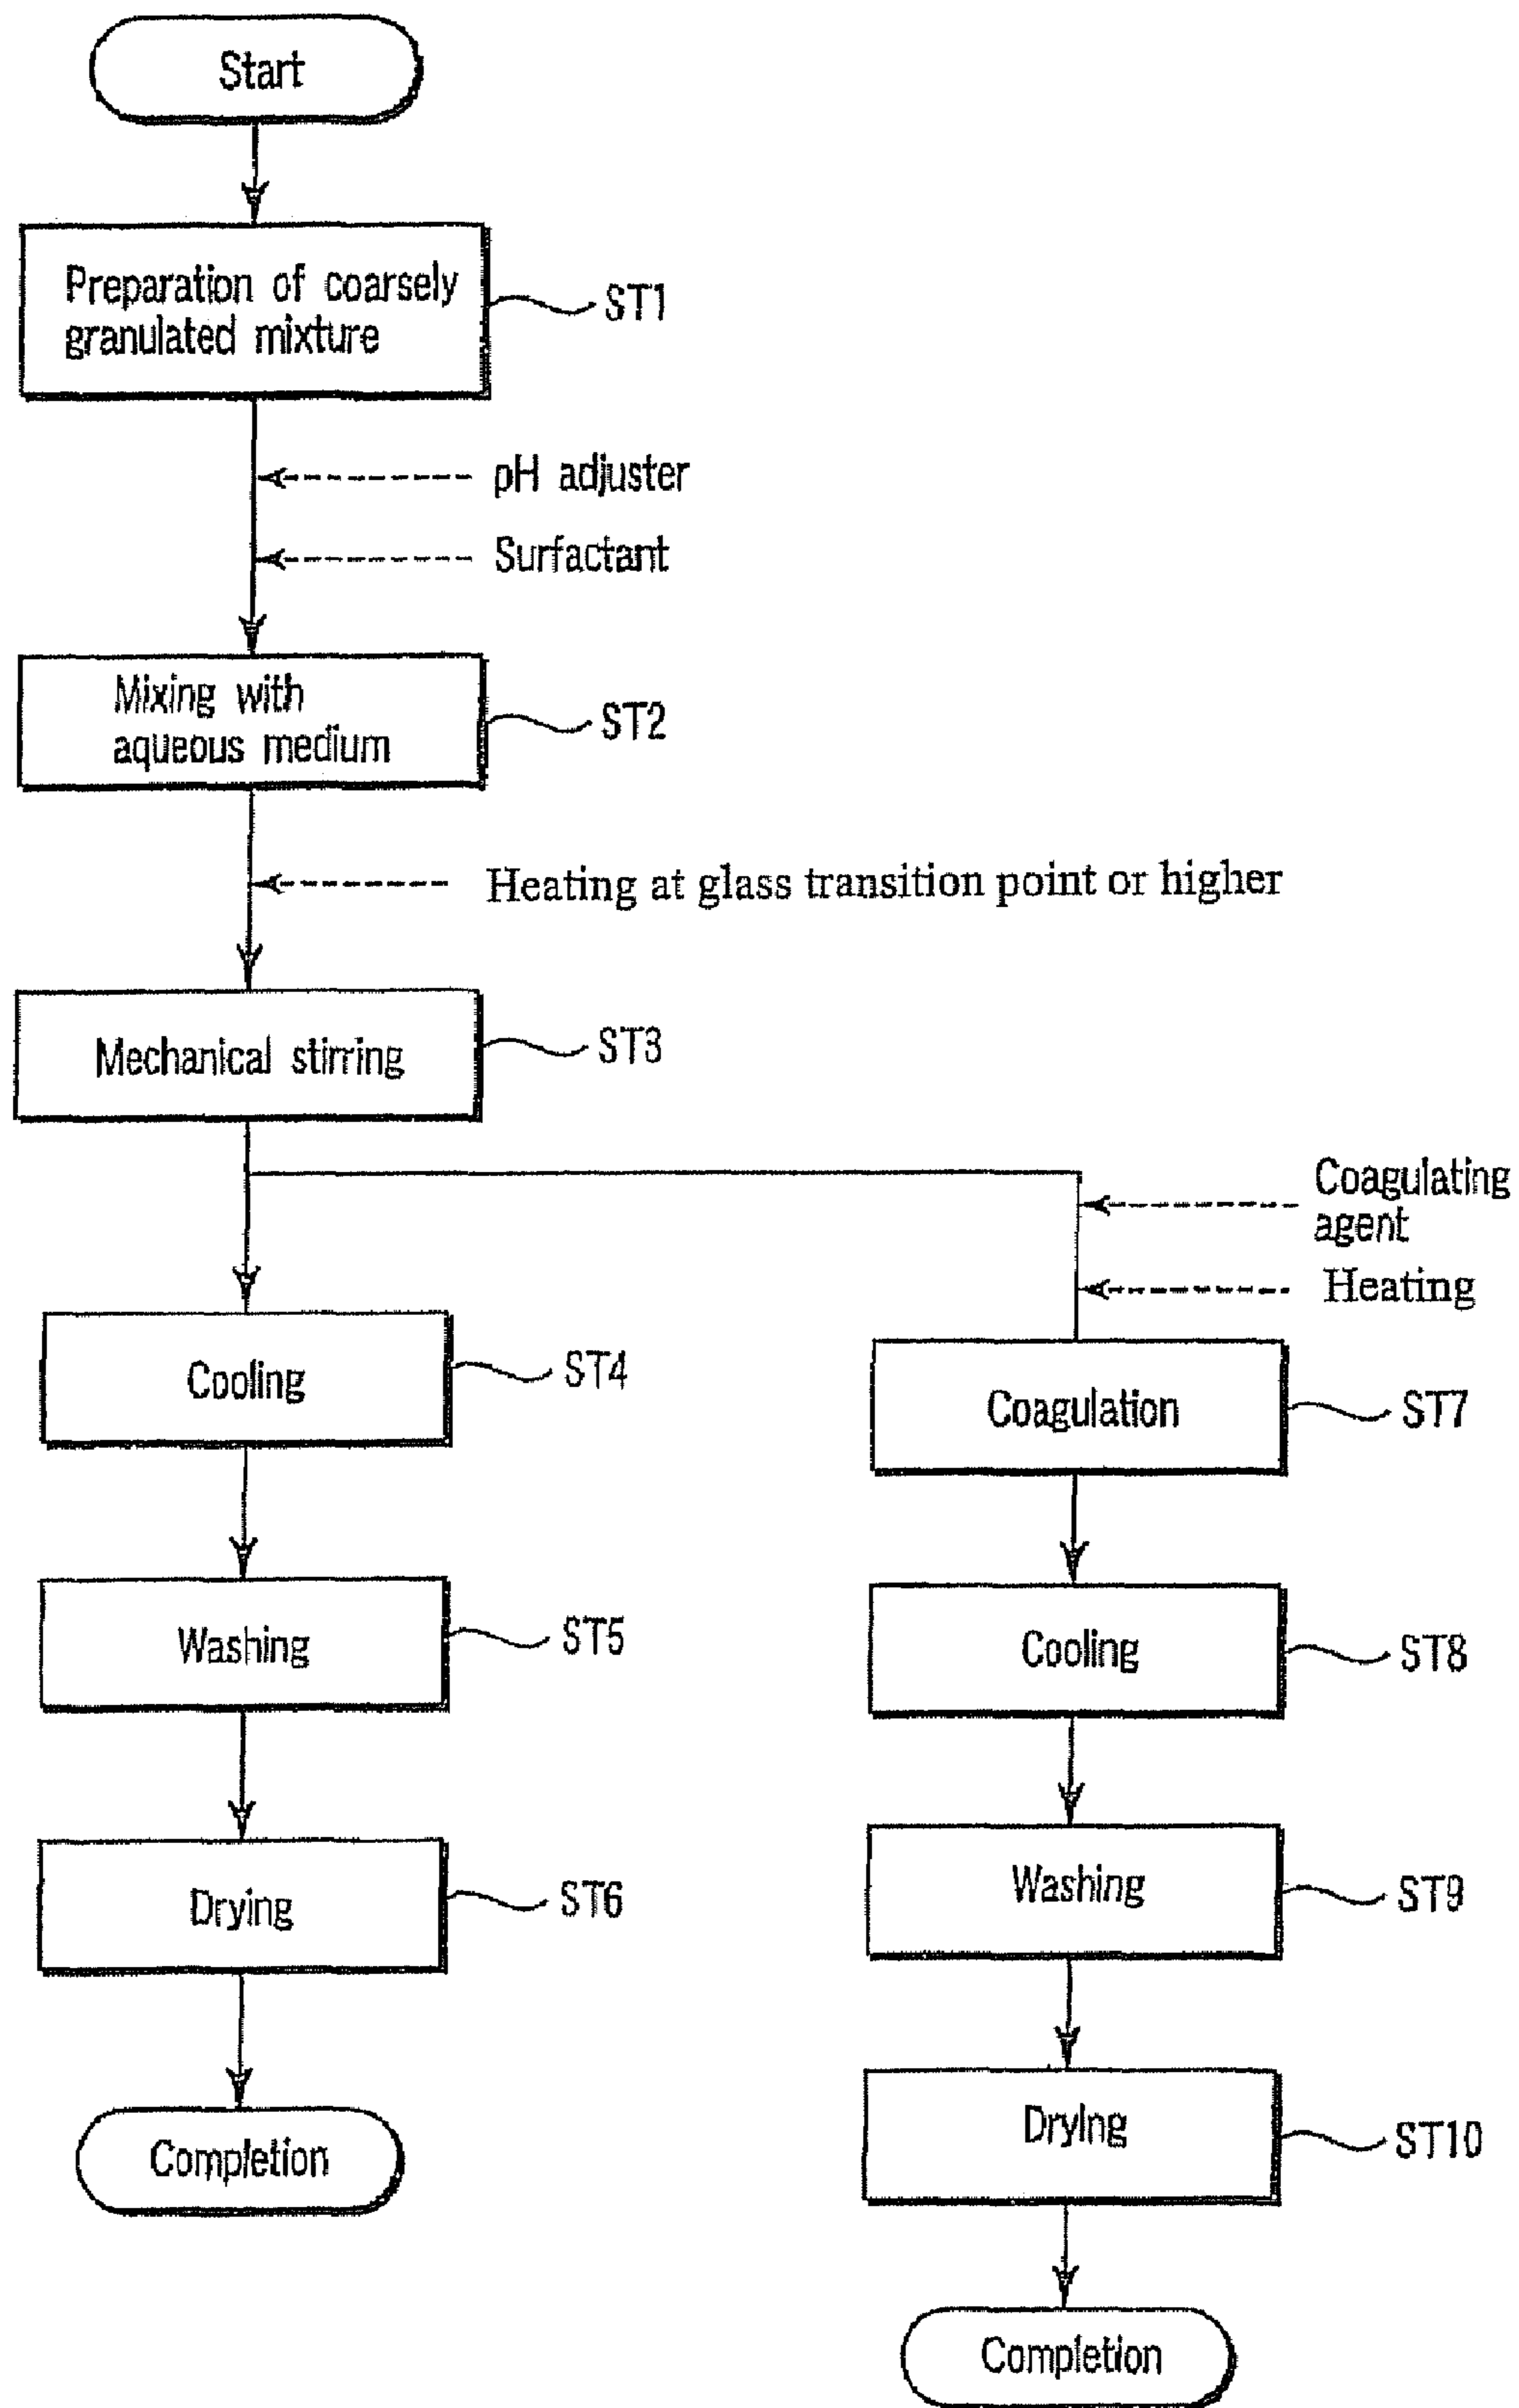 Start
Preparation of coarsely
granulated mixture
ST1
pH adjuster
Surfactant
Mixing with
aqueous medium
ST2
Heating at glass transition point or higher
Mechanical stirring
ST3
Coagulating
agent
Heating
Cooling
ST4
Coagulation
ST7
Washing
ST5
Cooling
ST8
Drying
ST6
Washing
ST9
Completion
Drying
ST10
Completion